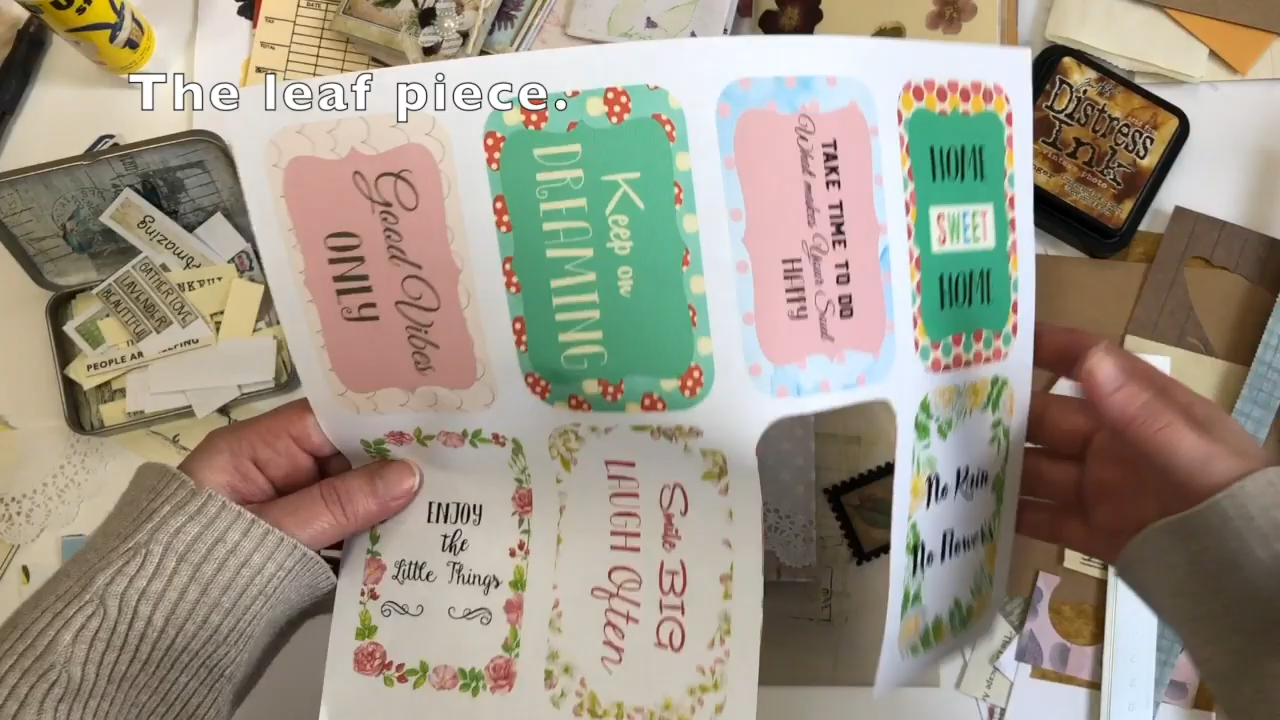 The leaf piece.
Good Vibes
ONLY
Keep on
DREAMING
TAKE TIME TO DO
What makes Your Soul
HAPPY
HOME
SWEET
HOME
ENJOY
the
Little Things
Smile BIG
LAUGH Often
No Rain
No Flowers
Distress
Ink
amazing
GATHER LOVE
LAVENDER
BEAUTIFUL
PEOPLE AR
DATE